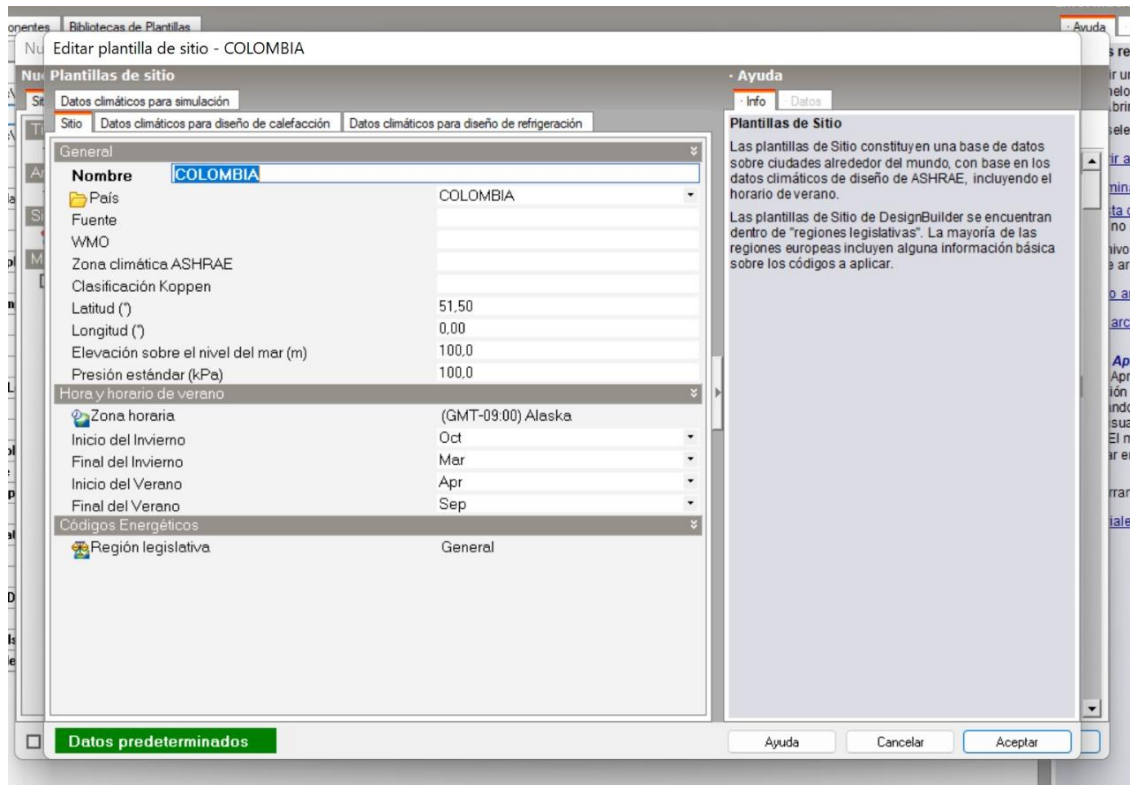 Bibliotecas de Plantillas
Ayuda
Editar plantilla de sitio - COLOMBIA
Plantillas de sitio
Datos climáticos para simulación
Sitio Datos climáticos para diseño de calefacción Datos climáticos para diseño de refrigeración
General
Nombre COLOMBIA
País COLOMBIA
Fuente
WMO
Zona climática ASHRAE
Clasificación Koppen
Latitud (°) 51,50
Longitud (°) 0,00
Elevación sobre el nivel del mar (m) 100,0
Presión estándar (kPa) 100,0
Hora y horario de verano
Zona horaria (GMT-09:00) Alaska
Inicio del Invierno Oct
Final del Invierno Mar
Inicio del Verano Apr
Final del Verano Sep
Códigos Energéticos
Región legislativa General
Datos predeterminados
· Ayuda
· Info · Datos
Plantillas de Sitio
Las plantillas de Sitio constituyen una base de datos
sobre ciudades alrededor del mundo, con base en los
datos climáticos de diseño de ASHRAE, incluyendo el
horario de verano.
Las plantillas de Sitio de DesignBuilder se encuentran
dentro de "regiones legislativas". La mayoría de las
regiones europeas incluyen alguna información básica
sobre los códigos a aplicar.
Ayuda Cancelar Aceptar